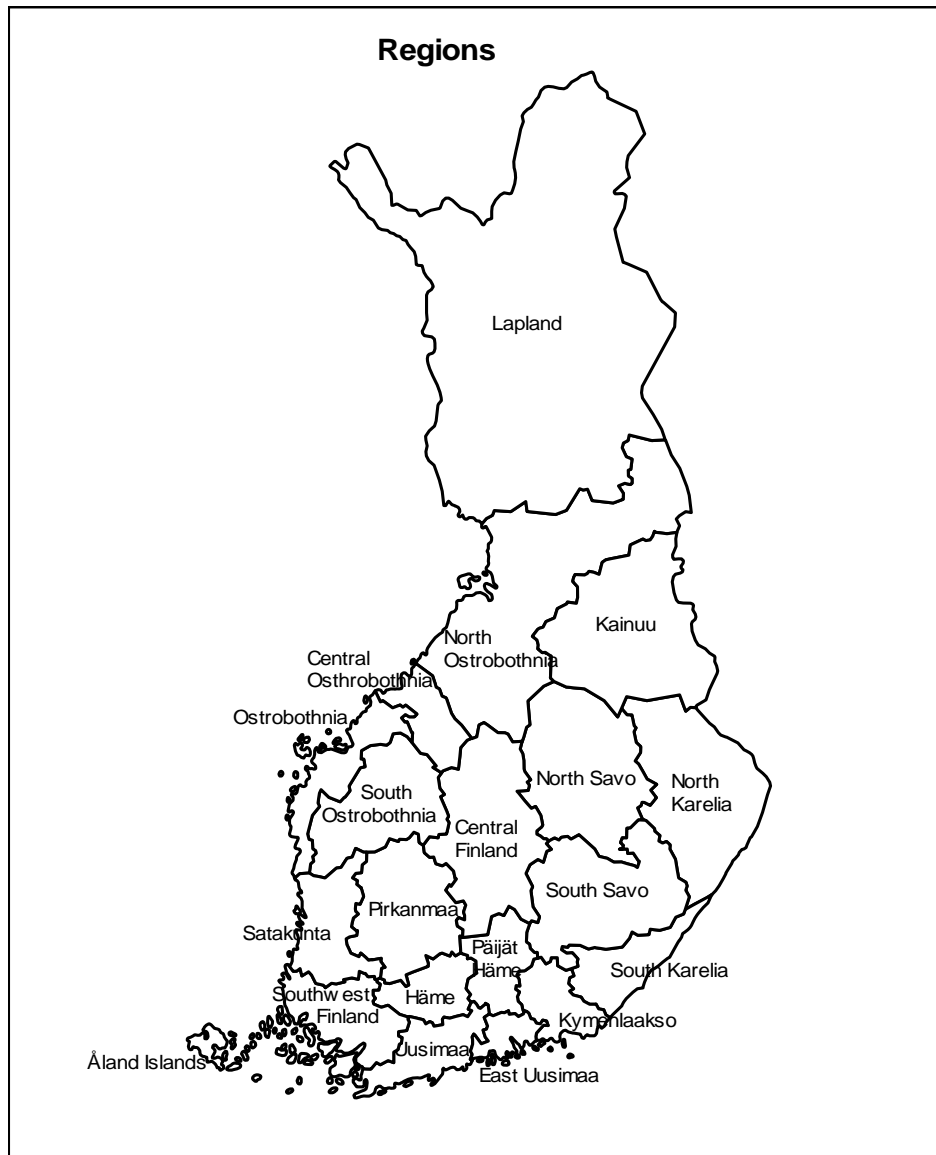 Regions
Lapland
Kainuu
North
Ostrobothnia
Central
Osthrobothnia
Ostrobothnia
North Savo
North
Karelia
South
Ostrobothnia
Central
Finland
South Savo
Pirkanmaa
Satakunta
Päijät
Häme
South Karelia
Southw est
Finland
Häme
Kymenlaakso
Uusimaa
Åland Islands
East Uusimaa